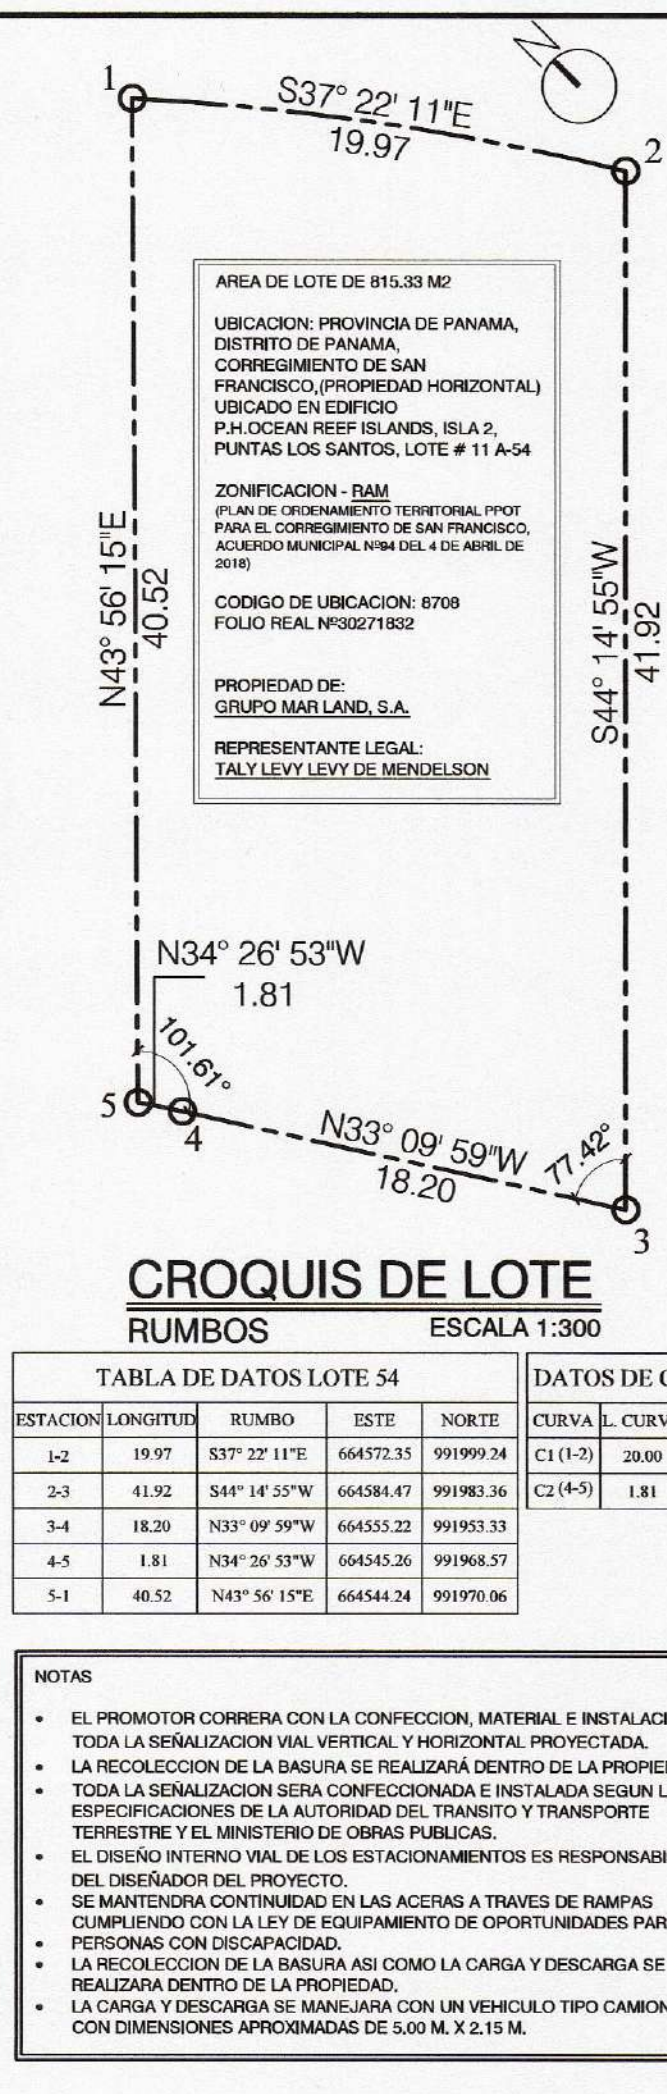 N
1
S37° 22' 11"E
19.97
2
AREA DE LOTE DE 815.33 M2
UBICACION: PROVINCIA DE PANAMA,
DISTRITO DE PANAMA,
CORREGIMIENTO DE SAN
FRANCISCO,(PROPIEDAD HORIZONTAL)
UBICADO EN EDIFICIO
P.H.OCEAN REEF ISLANDS, ISLA 2,
PUNTAS LOS SANTOS, LOTE # 11 A-54
ZONIFICACION - RAM
(PLAN DE ORDENAMIENTO TERRITORIAL PPOT
PARA EL CORREGIMIENTO DE SAN FRANCISCO,
ACUERDO MUNICIPAL Nº94 DEL 4 DE ABRIL DE
2018)
CODIGO DE UBICACION: 8708
FOLIO REAL Nº30271832
PROPIEDAD DE:
GRUPO MAR LAND, S.A.
REPRESENTANTE LEGAL:
TALY LEVY LEVY DE MENDELSON
N43° 56' 15"E
40.52
S44° 14' 55"W
41.92
N34° 26' 53"W
1.81
101.61°
5
4
N33° 09' 59"W
18.20
77.42°
3
CROQUIS DE LOTE
RUMBOS ESCALA 1:300
TABLA DE DATOS LOTE 54
ESTACION LONGITUD RUMBO ESTE NORTE
1-2 19.97 S37° 22' 11"E 664572.35 991999.24
2-3 41.92 S44° 14' 55"W 664584.47 991983.36
3-4 18.20 N33° 09' 59"W 664555.22 991953.33
4-5 1.81 N34° 26' 53"W 664545.26 991968.57
5-1 40.52 N43° 56' 15"E 664544.24 991970.06
DATOS DE
CURVA L. CURV
C1 (1-2) 20.00
C2 (4-5) 1.81
NOTAS
• EL PROMOTOR CORRERA CON LA CONFECCION, MATERIAL E INSTALACI
TODA LA SEÑALIZACION VIAL VERTICAL Y HORIZONTAL PROYECTADA.
• LA RECOLECCION DE LA BASURA SE REALIZARÁ DENTRO DE LA PROPIE
• TODA LA SEÑALIZACION SERA CONFECCIONADA E INSTALADA SEGUN L
ESPECIFICACIONES DE LA AUTORIDAD DEL TRANSITO Y TRANSPORTE
TERRESTRE Y EL MINISTERIO DE OBRAS PUBLICAS.
• EL DISEÑO INTERNO VIAL DE LOS ESTACIONAMIENTOS ES RESPONSABI
DEL DISEÑADOR DEL PROYECTO.
• SE MANTENDRA CONTINUIDAD EN LAS ACERAS A TRAVES DE RAMPAS
CUMPLIENDO CON LA LEY DE EQUIPAMIENTO DE OPORTUNIDADES PAR
• PERSONAS CON DISCAPACIDAD.
• LA RECOLECCION DE LA BASURA ASI COMO LA CARGA Y DESCARGA SE
REALIZARA DENTRO DE LA PROPIEDAD.
• LA CARGA Y DESCARGA SE MANEJARA CON UN VEHICULO TIPO CAMION
CON DIMENSIONES APROXIMADAS DE 5.00 M. X 2.15 M.